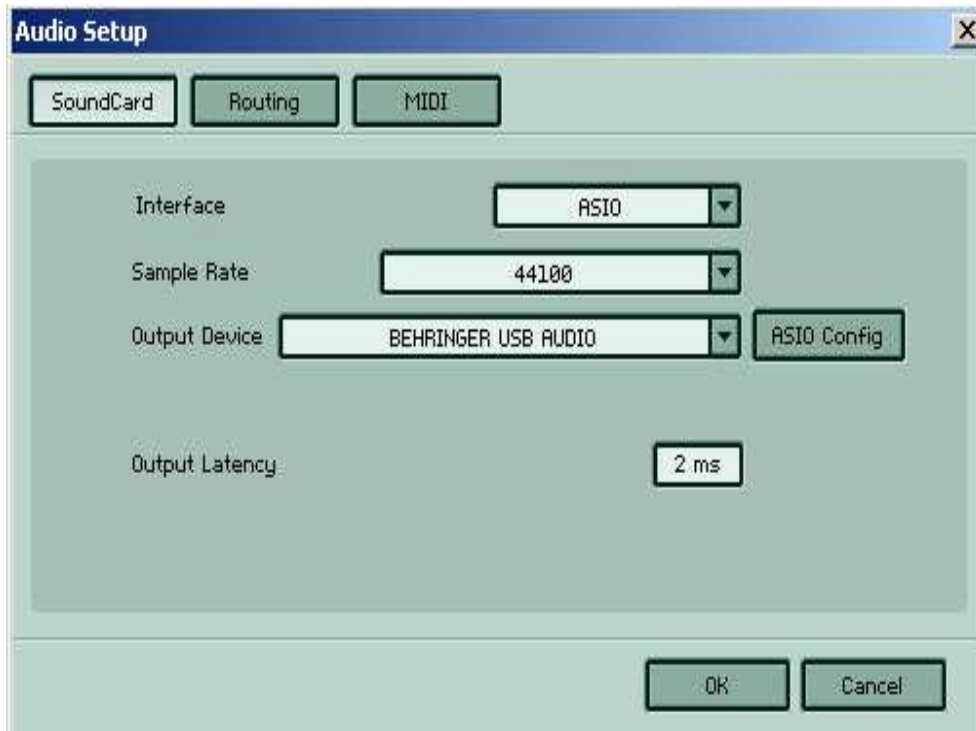 Audio Setup
SoundCard Routing MIDI
Interface ASIO
Sample Rate 44100
Output Device BEHRINGER USB AUDIO ASIO Config
Output Latency 2 ms
OK Cancel